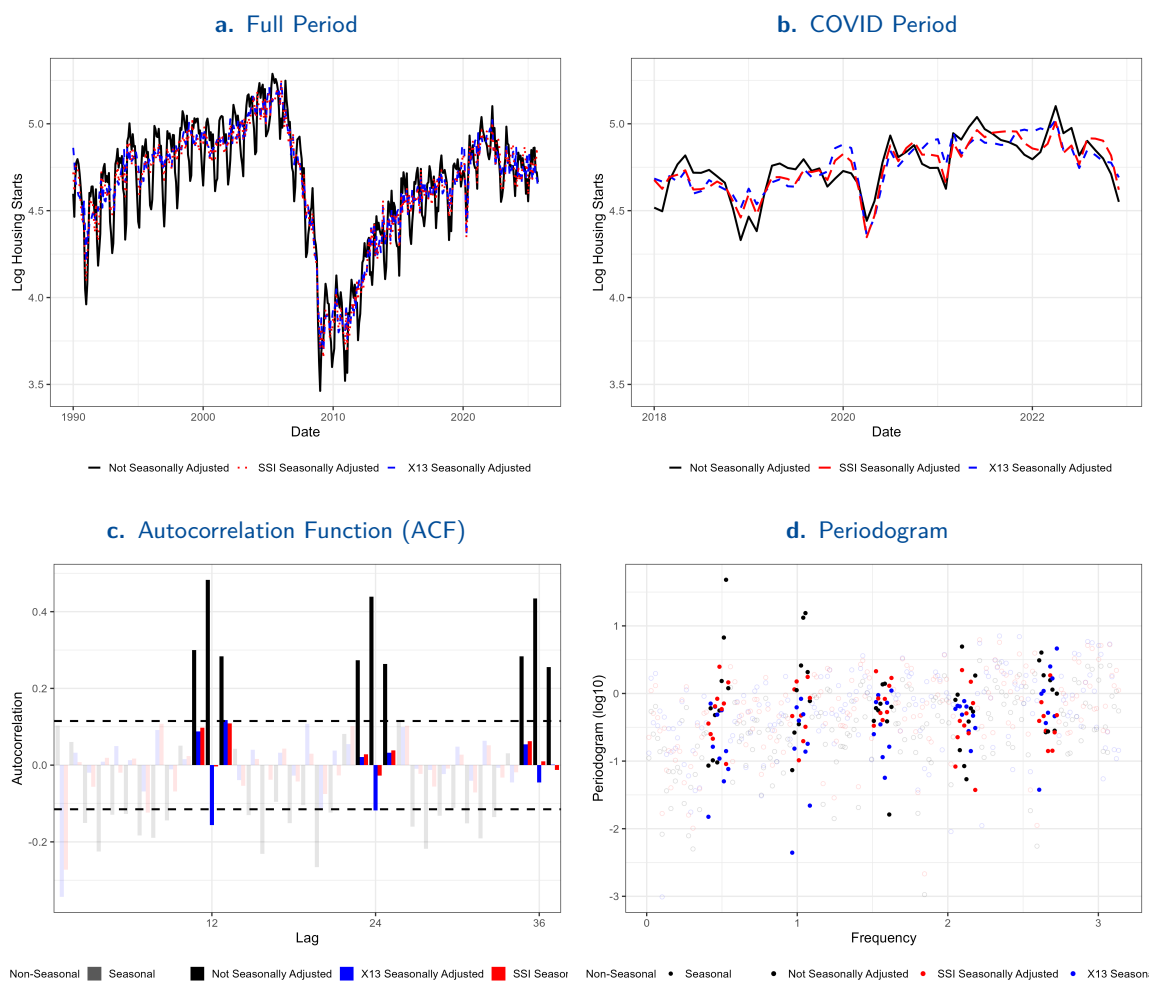 a. Full Period
b. COVID Period
5.0
4.5
4.0
3.5
Log Housing Starts
1990
2000
2010
2020
Date
Not Seasonally Adjusted
SSI Seasonally Adjusted
X13 Seasonally Adjusted
5.0
4.5
4.0
3.5
Log Housing Starts
2018
2020
2022
Date
Not Seasonally Adjusted
SSI Seasonally Adjusted
X13 Seasonally Adjusted
c. Autocorrelation Function (ACF)
d. Periodogram
0.4
0.2
0.0
-0.2
Autocorrelation
12
24
36
Lag
Non-Seasonal
Seasonal
Not Seasonally Adjusted
X13 Seasonally Adjusted
SSI Seasor
1
0
-1
-2
-3
Periodogram (log10)
0
1
2
3
Frequency
Non-Seasonal
Seasonal
Not Seasonally Adjusted
SSI Seasonally Adjusted
X13 Seasona